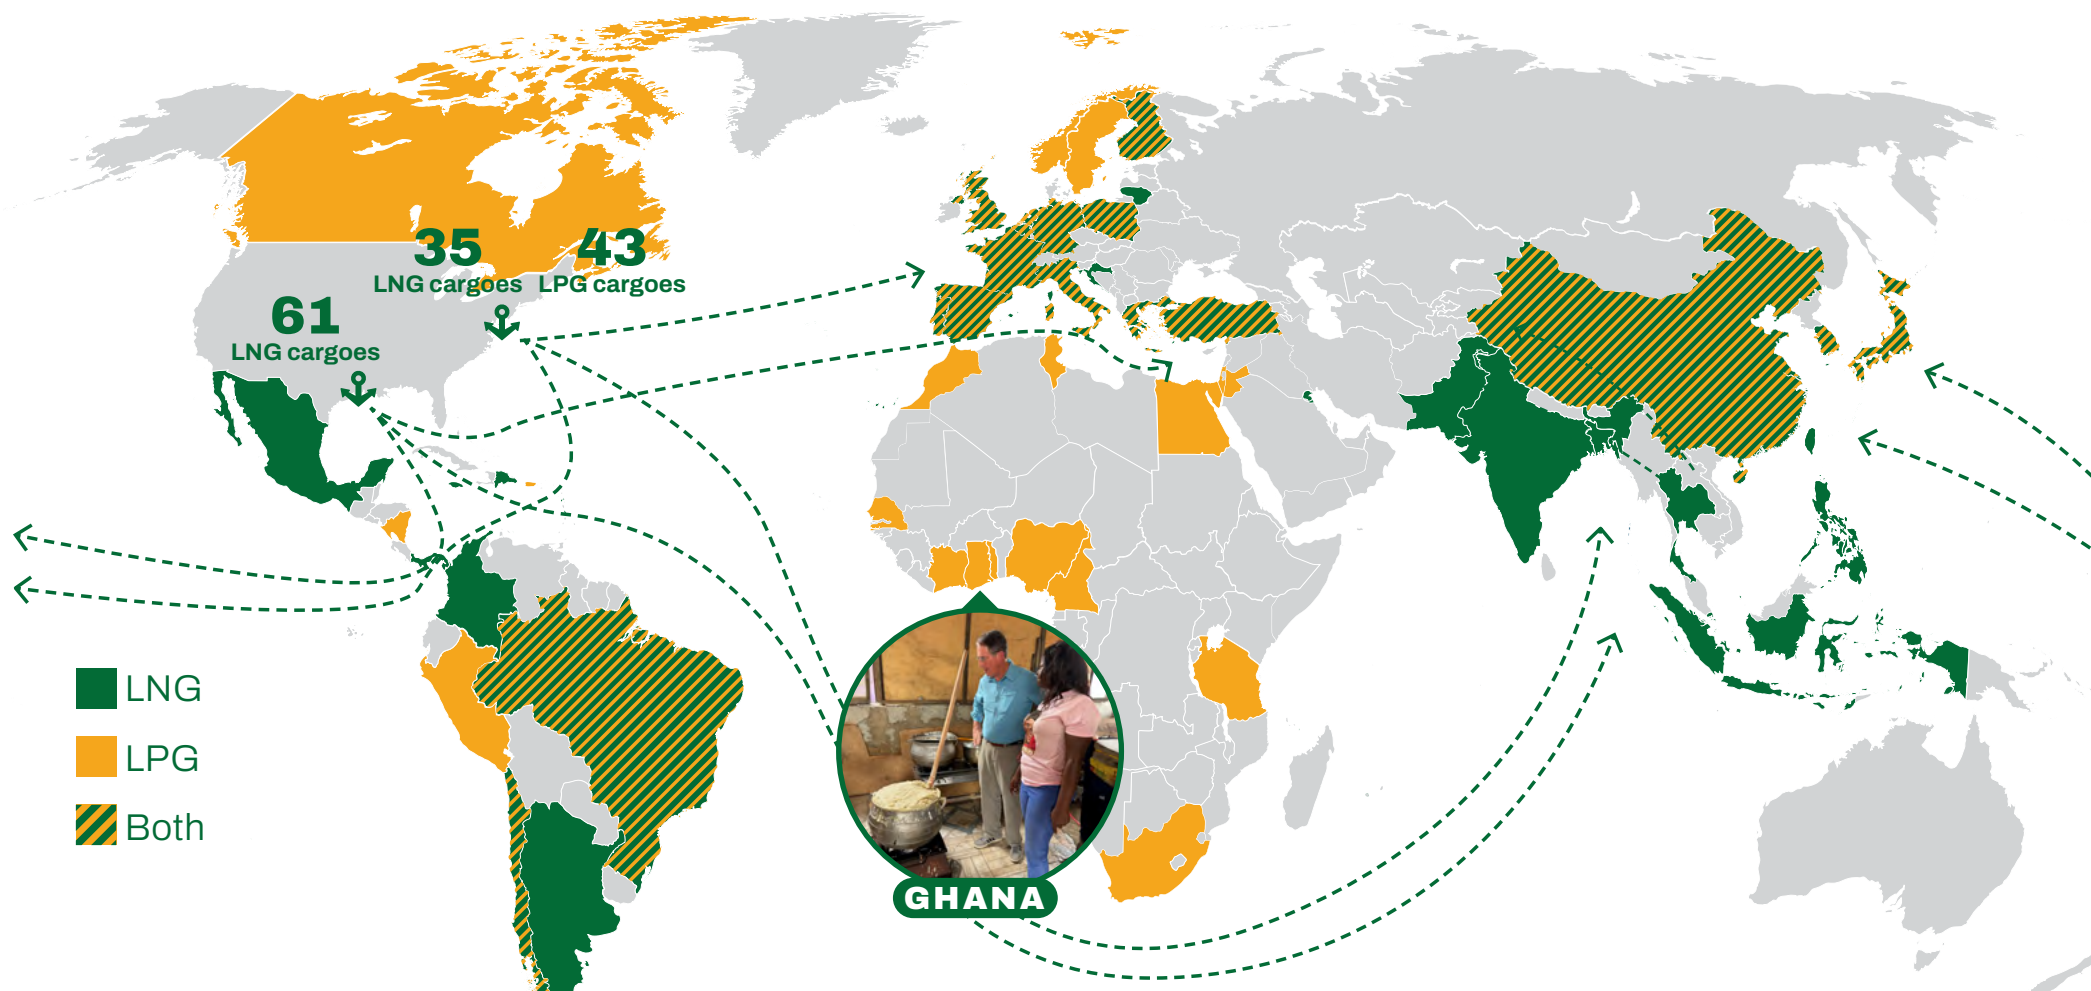 35
LNG cargoes
43
LPG cargoes
61
LNG cargoes
LNG
LPG
Both
GHANA